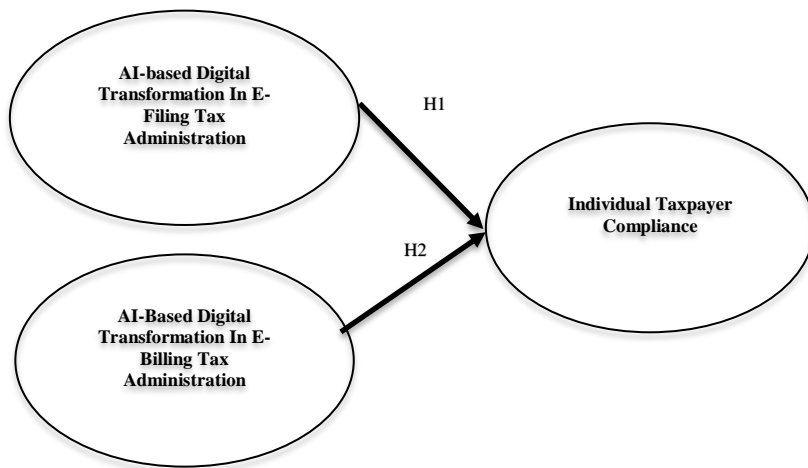 AI-based Digital
Transformation In E-
Filing Tax
Administration
H1
Individual Taxpayer
Compliance
H2
AI-Based Digital
Transformation In E-
Billing Tax
Administration